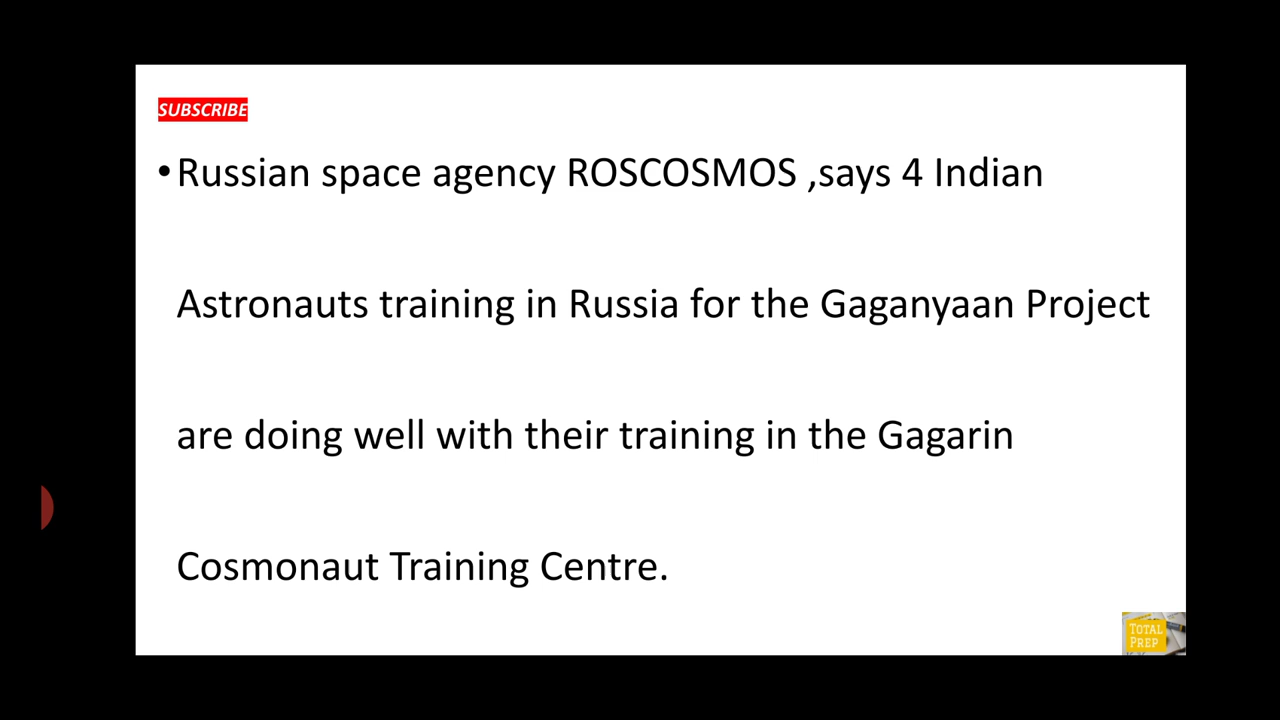 SUBSCRIBE
•Russian space agency ROSCOSMOS ,says 4 Indian
Astronauts training in Russia for the Gaganyaan Project
are doing well with their training in the Gagarin
Cosmonaut Training Centre.
TOTAL
PREP